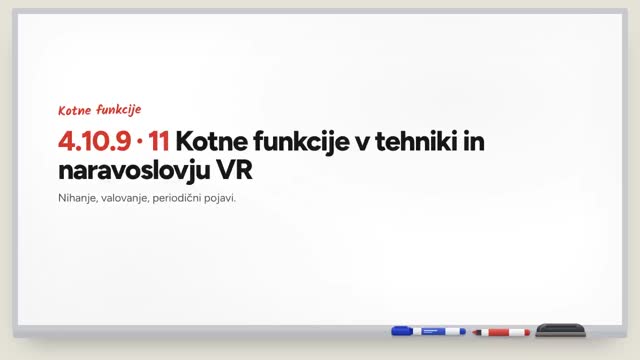 Kotne funkcije
4.10.9 · 11 Kotne funkcije v tehniki in
naravoslovju VR
Nihanje, valovanje, periodični pojavi.